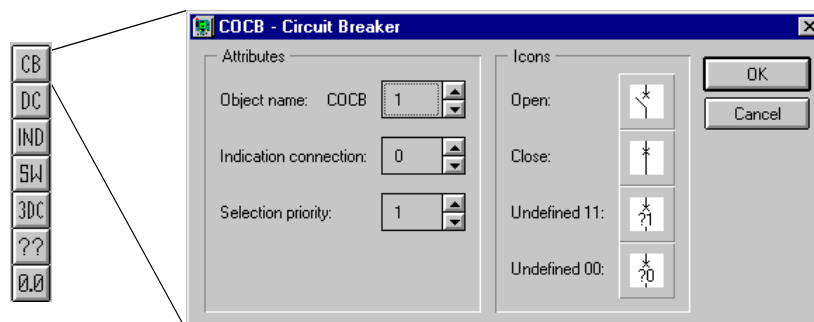 CB
DC
IND
SW
3DC
??
0.0
COCB - Circuit Breaker
Attributes
Object name: COCB 1
Indication connection: 0
Selection priority: 1
Icons
Open:
Close:
Undefined 11: ?1
Undefined 00: ?0
OK
Cancel